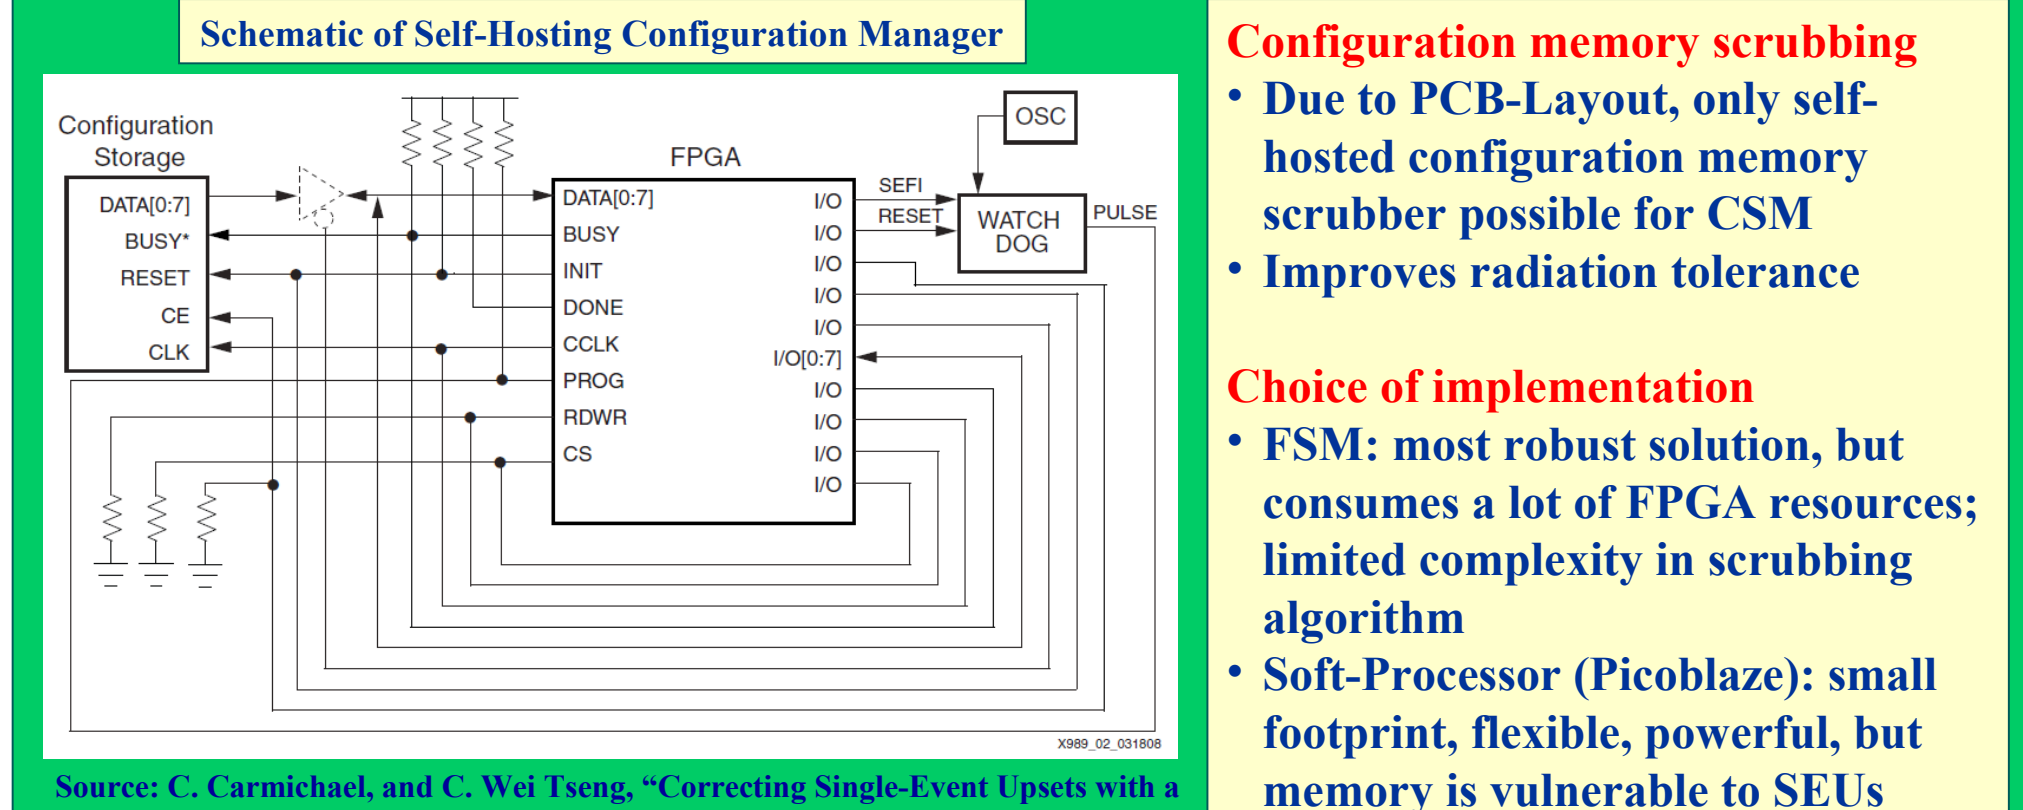 Schematic of Self-Hosting Configuration Manager
Configuration
Storage
DATA[0:7]
BUSY*
RESET
CE
CLK
FPGA
DATA[0:7]
BUSY
INIT
DONE
CCLK
PROG
RDWR
CS
I/O
I/O
I/O
I/O
I/O
I/O[0:7]
I/O
I/O
I/O
I/O
SEFI
RESET
OSC
WATCH
DOG
PULSE
X989_02_031808
Source: C. Carmichael, and C. Wei Tseng, “Correcting Single-Event Upsets with a
Configuration memory scrubbing
• Due to PCB-Layout, only self-
hosted configuration memory
scrubber possible for CSM
• Improves radiation tolerance
Choice of implementation
• FSM: most robust solution, but
consumes a lot of FPGA resources;
limited complexity in scrubbing
algorithm
• Soft-Processor (Picoblaze): small
footprint, flexible, powerful, but
memory is vulnerable to SEUs